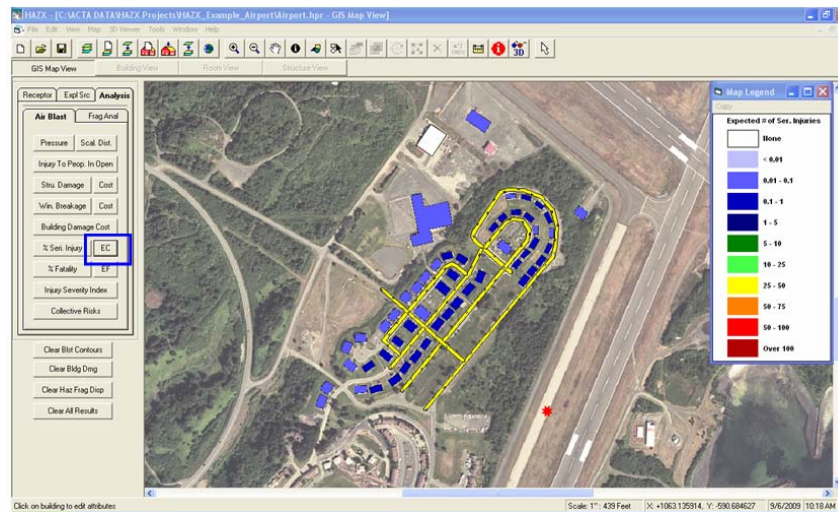 HAZX - [C:\ACTA DATA\HAZX Projects\HAZX_Example_Airport\Airport.hpr - GIS Map View]
File Edit View Map 3D Viewer Tools Window Help
3D
GIS Map View Building View Room View Structure View
Receptor Expl Src Analysis
Air Blast Frag Anal
Pressure Scal. Dist.
Injury To Peop. In Open
Stru. Damage Cost
Win. Breakage Cost
Building Damage Cost
% Seri. Injury EC
% Fatality EF
Injury Severity Index
Collective Risks
Clear Blst Contours
Clear Bldg Dmg
Clear Haz Frag Disp
Clear All Results
Map Legend
Copy
Expected # of Ser. Injuries
None
< 0.01
0.01 - 0.1
0.1 - 1
1 - 5
5 - 10
10 - 25
25 - 50
50 - 75
50 - 100
Over 100
Click on building to edit attributes
Scale: 1" : 439 Feet X: +1063.135914, Y: -590.684627 9/6/2009 10:18 AM